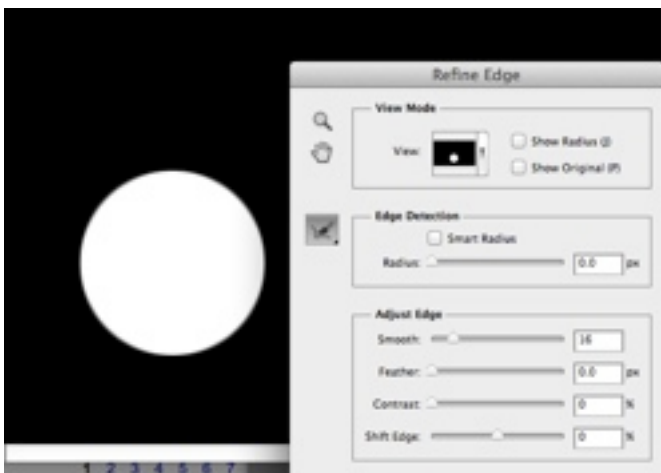 Refine Edge
View Mode
View:
Show Radius (J)
Show Original (P)
Edge Detection
Smart Radius
Radius: 0.0 px
Adjust Edge
Smooth: 16
Feather: 0.0 px
Contrast: 0 %
Shift Edge: 0 %
1 2 3 4 5 6 7